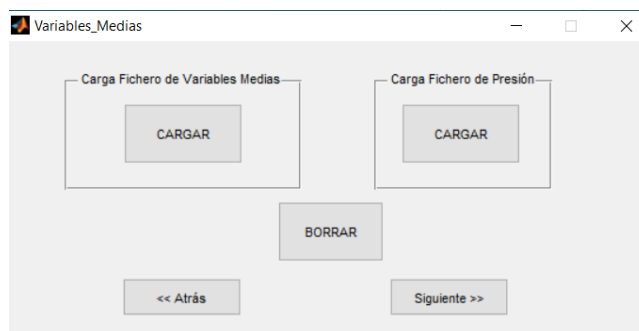 Variables_Medias
Carga Fichero de Variables Medias
Carga Fichero de Presión
CARGAR
CARGAR
BORRAR
<< Atrás
Siguiente >>